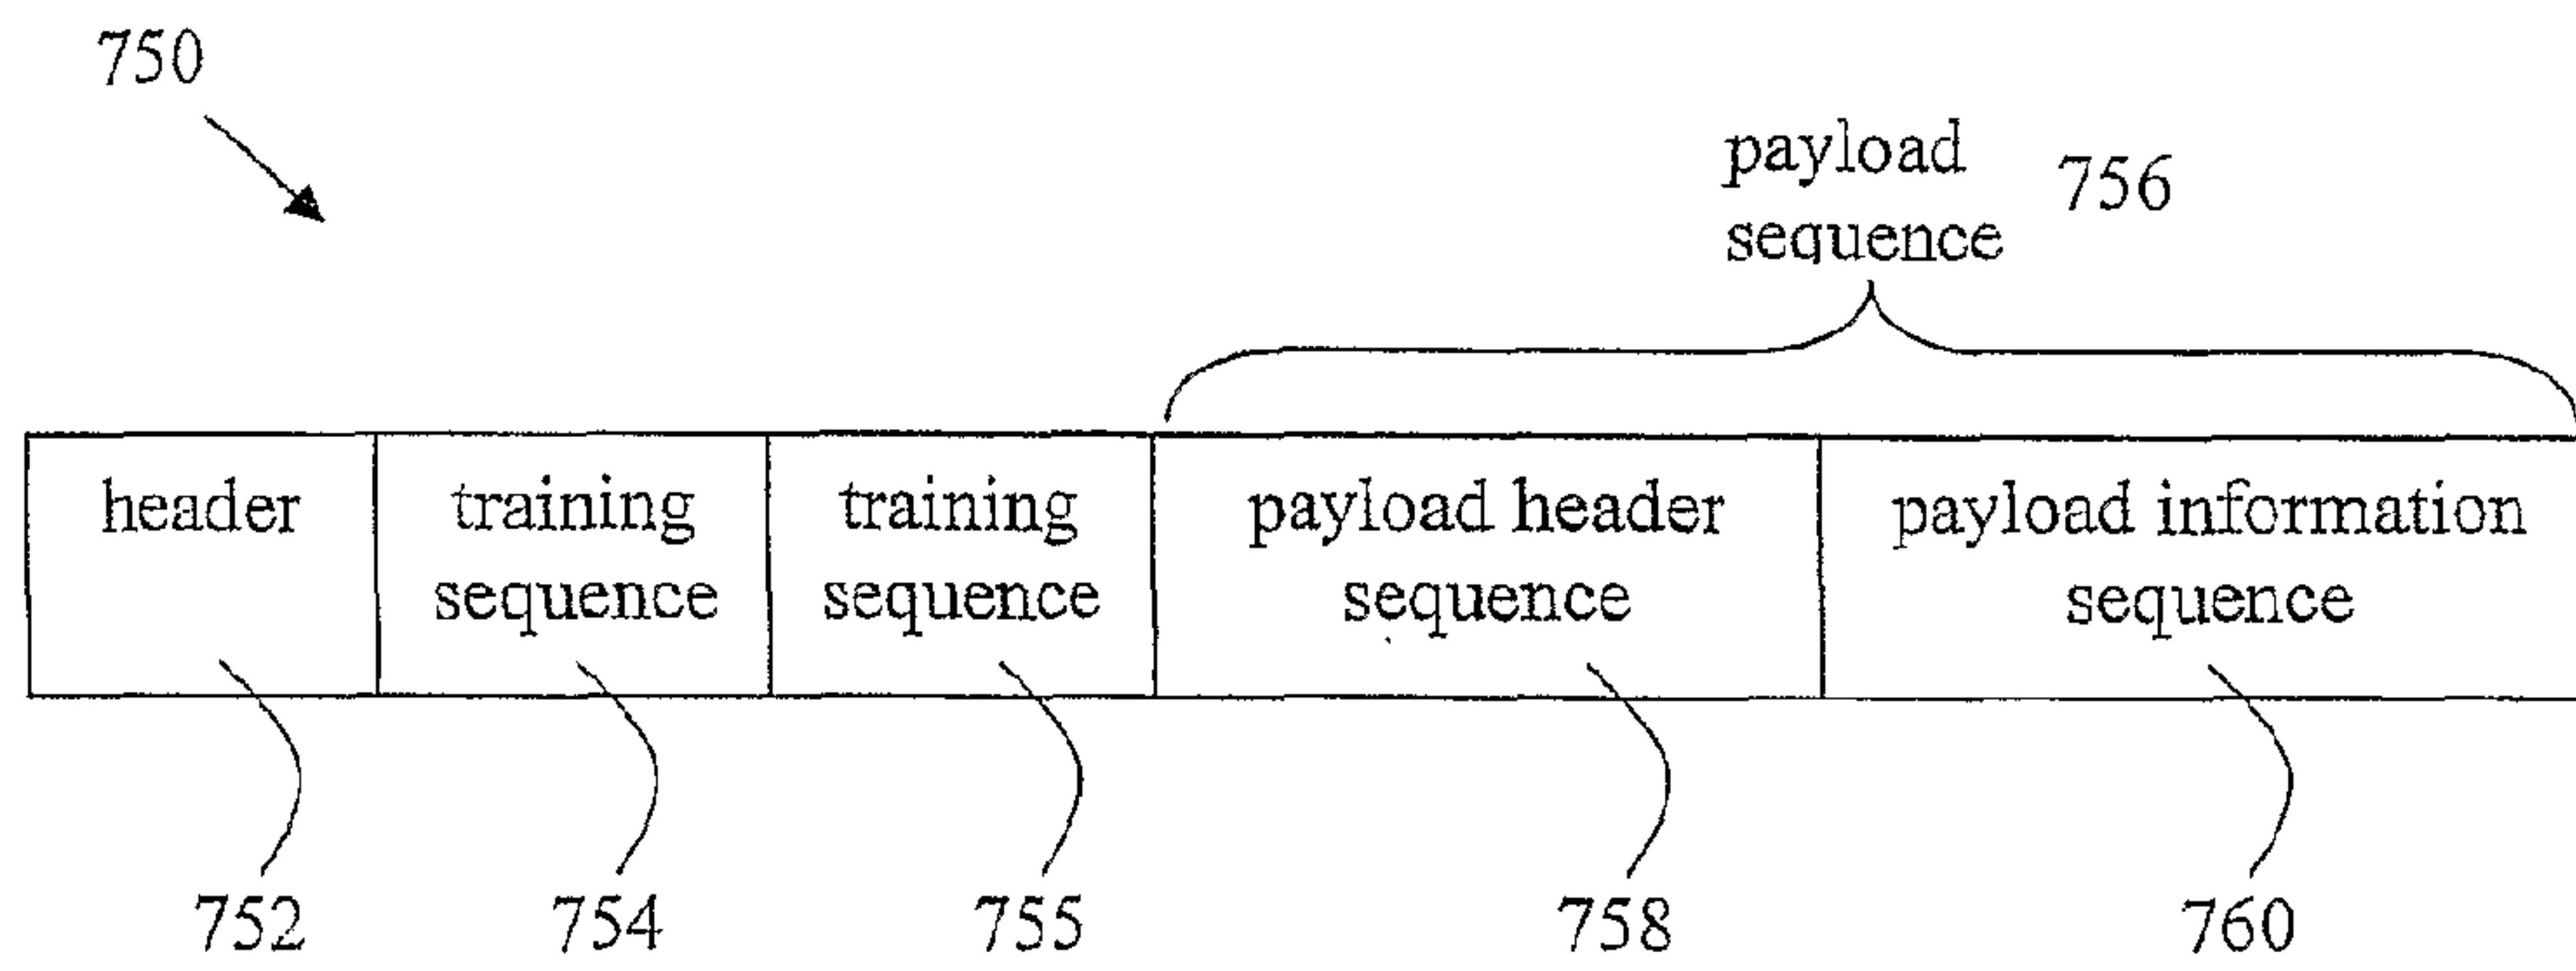 750
payload
sequence
756
header
training
sequence
training
sequence
payload header
sequence
payload information
sequence
752
754
755
758
760